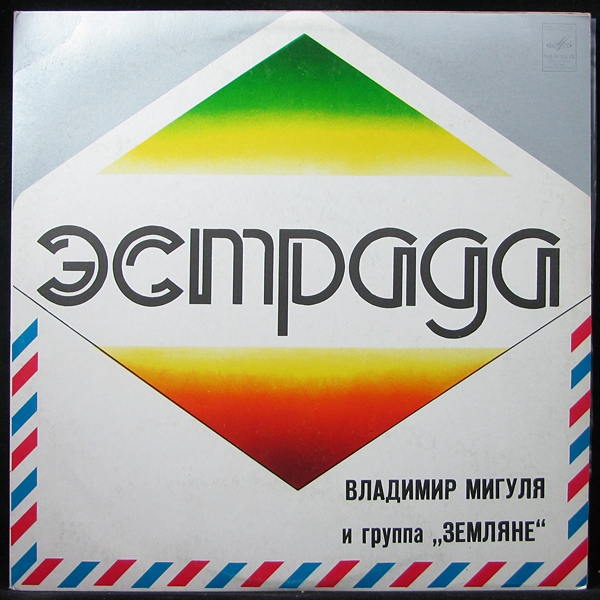 эстрада
ВЛАДИМИР МИГУЛЯ
и группа „ЗЕМЛЯНЕ“